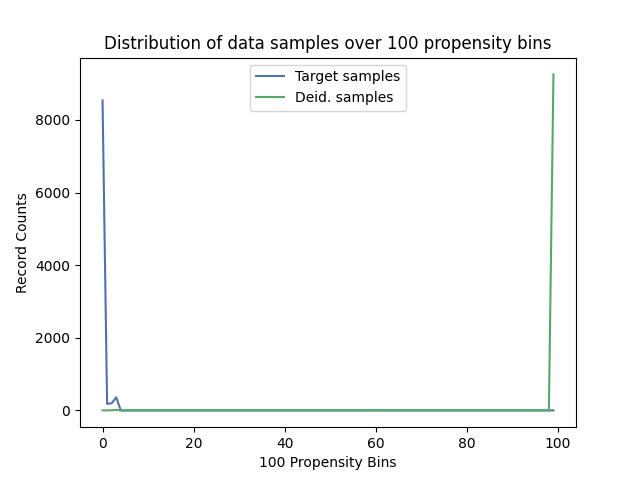 Distribution of data samples over 100 propensity bins
Target samples
Deid. samples
8000
6000
4000
2000
0
Record Counts
0 20 40 60 80 100
100 Propensity Bins